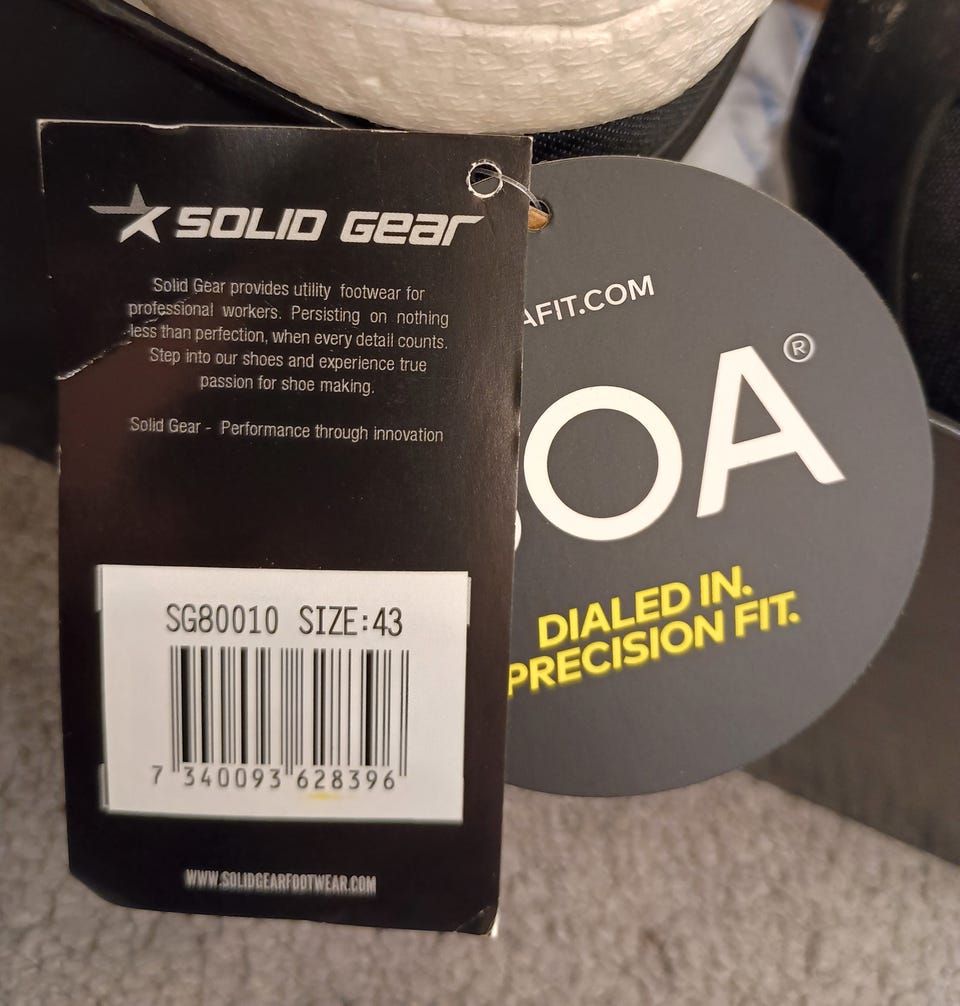 SOLID GEAR
Solid Gear provides utility footwear for
professional workers. Persisting on nothing
less than perfection, when every detail counts.
Step into our shoes and experience true
passion for shoe making.
Solid Gear - Performance through innovation
SG80010 SIZE:43
7 340093 628396
WWW.SOLIDGEARFOOTWEAR.COM
AFIT.COM
OA®
DIALED IN.
PRECISION FIT.